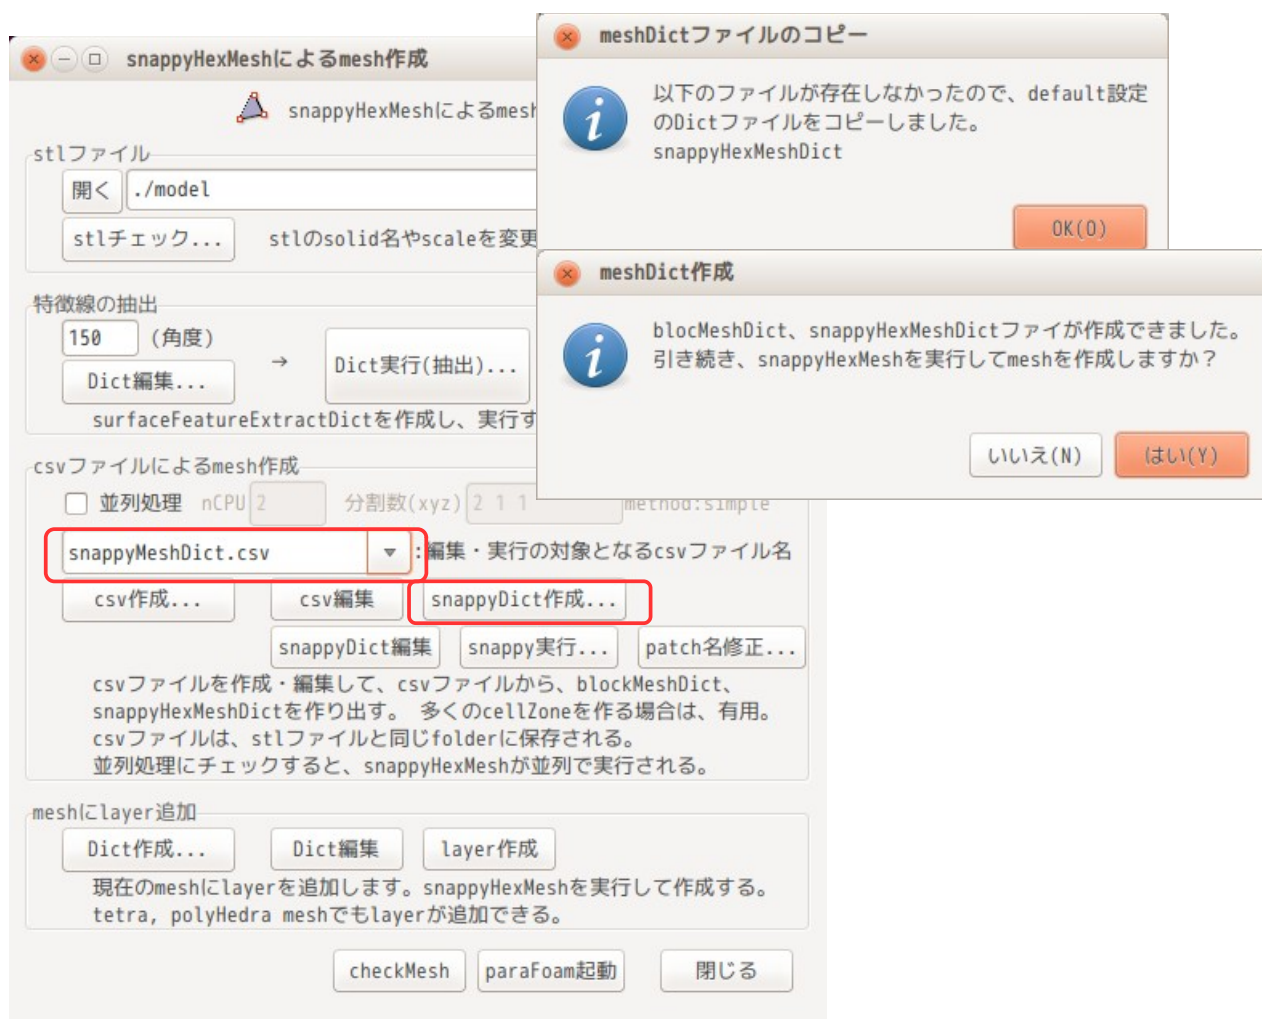 snappyHexMeshによるmesh作成
snappyHexMeshによるmesh
stlファイル
開く ./model
stlチェック... stlのsolid名やscaleを変更
特徴線の抽出
150 (角度)
→
Dict実行(抽出)...
Dict編集...
surfaceFeatureExtractDictを作成し、実行す
csvファイルによるmesh作成
並列処理 nCPU 2 分割数(xyz) 2 1 1 method:simple
snappyMeshDict.csv :編集・実行の対象となるcsvファイル名
csv作成... csv編集 snappyDict作成...
snappyDict編集 snappy実行... patch名修正...
csvファイルを作成・編集して、csvファイルから、blockMeshDict、
snappyHexMeshDictを作り出す。 多くのcellZoneを作る場合は、有用。
csvファイルは、stlファイルと同じfolderに保存される。
並列処理にチェックすると、snappyHexMeshが並列で実行される。
meshにlayer追加
Dict作成... Dict編集 layer作成
現在のmeshにlayerを追加します。snappyHexMeshを実行して作成する。
tetra, polyHedra meshでもlayerが追加できる。
checkMesh paraFoam起動 閉じる
meshDictファイルのコピー
以下のファイルが存在しなかったので、default設定
のDictファイルをコピーしました。
snappyHexMeshDict
OK(O)
meshDict作成
blocMeshDict、snappyHexMeshDictファイが作成できました。
引き続き、snappyHexMeshを実行してmeshを作成しますか？
いいえ(N) はい(Y)